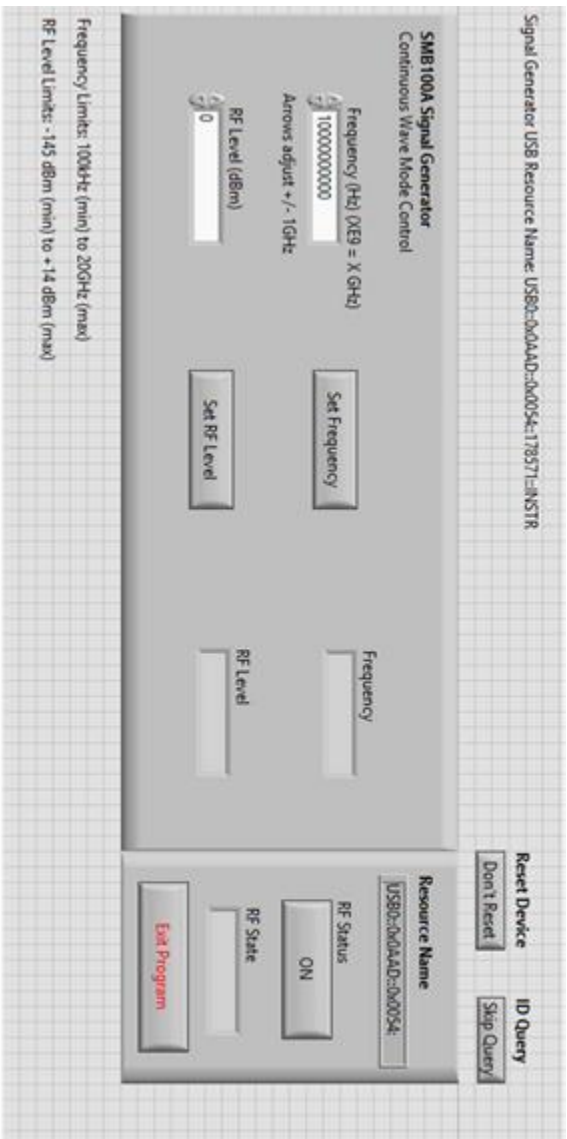 Signal Generator USB Resource Name: USB0::0x0AAD::0x0054::178571::INSTR
Reset Device
Don't Reset
ID Query
Skip Query
SMB100A Signal Generator
Continuous Wave Mode Control
Frequency (Hz) (XE9 = X GHz)
10000000000
Arrows adjust +/- 1GHz
Set Frequency
Frequency
RF Level (dBm)
0
Set RF Level
RF Level
Resource Name
USB0::0x0AAD::0x0054:
RF Status
ON
RF State
Exit Program
Frequency Limits: 100kHz (min) to 20GHz (max)
RF Level Limits: -145 dBm (min) to +14 dBm (max)